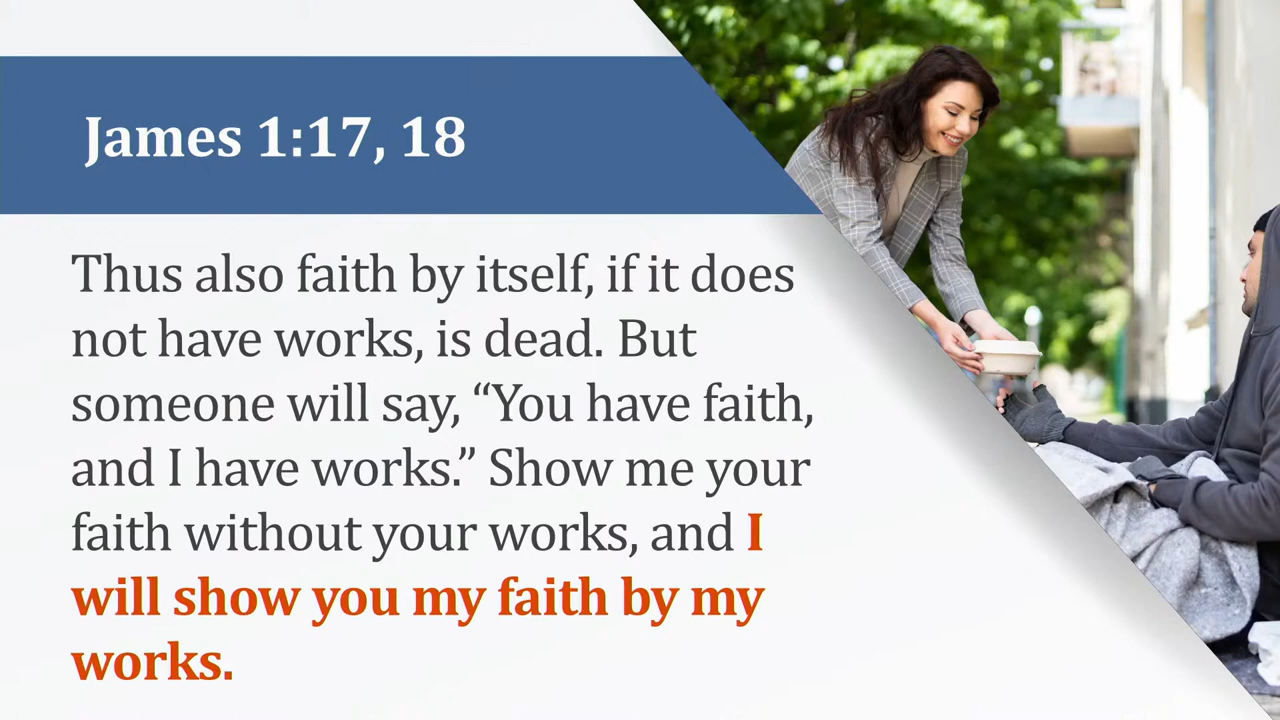 James 1:17, 18
Thus also faith by itself, if it does
not have works, is dead. But
someone will say, “You have faith,
and I have works.” Show me your
faith without your works, and I
will show you my faith by my
works.